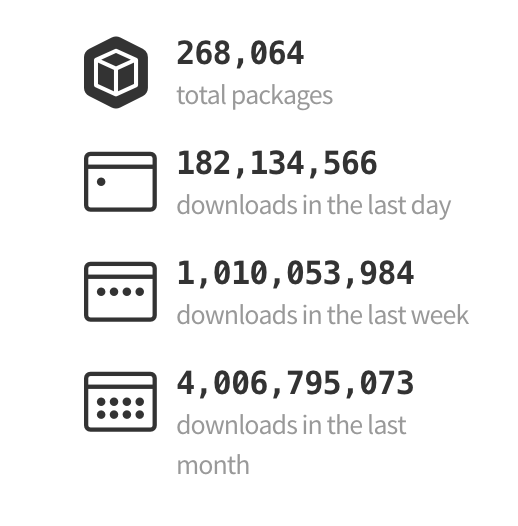 268,064
total packages
182,134,566
downloads in the last day
1,010,053,984
downloads in the last week
4,006,795,073
downloads in the last
month